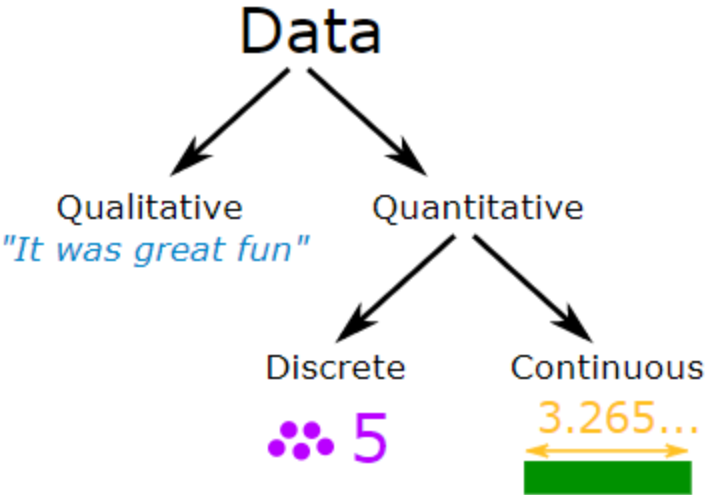 Data
Qualitative
"It was great fun"
Quantitative
Discrete
5
Continuous
3.265...